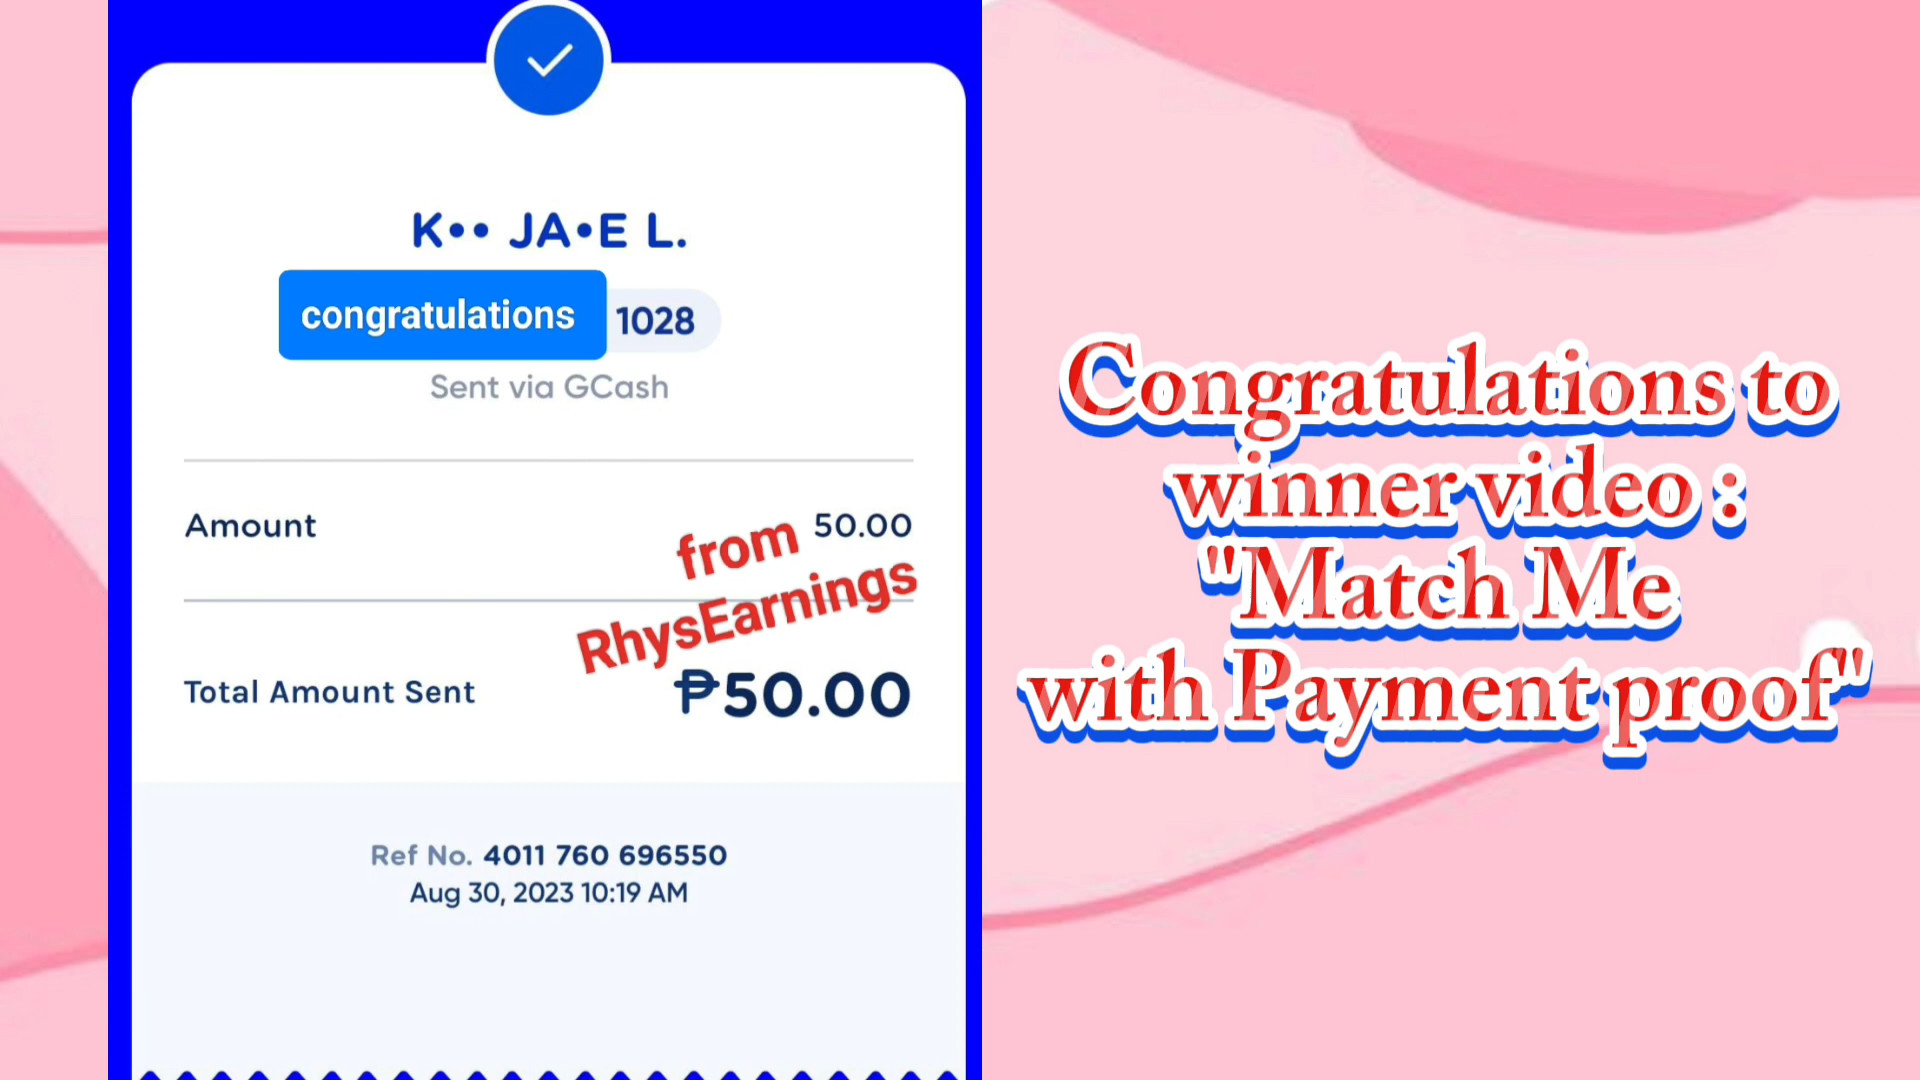 K•• JA•E L.
congratulations 1028
Sent via GCash
Amount 50.00
from
RhysEarnings
Total Amount Sent ₱50.00
Ref No. 4011 760 696550
Aug 30, 2023 10:19 AM
Congratulations to
winner video :
"Match Me
with Payment proof"